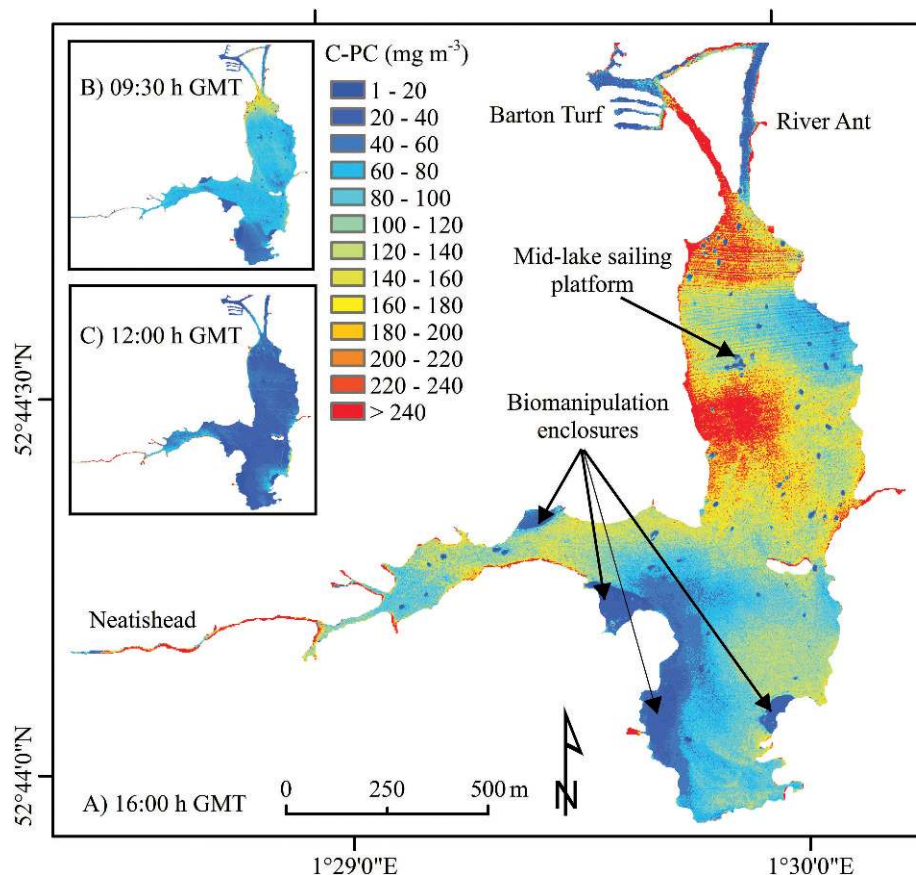 B) 09:30 h GMT
C) 12:00 h GMT
C-PC (mg m⁻³)
1 - 20
20 - 40
40 - 60
60 - 80
80 - 100
100 - 120
120 - 140
140 - 160
160 - 180
180 - 200
200 - 220
220 - 240
> 240
Barton Turf
River Ant
Mid-lake sailing
platform
Biomanipulation
enclosures
Neatishead
A) 16:00 h GMT
0
250
500 m
N
52°44'30"N
52°44'0"N
1°29'0"E
1°30'0"E